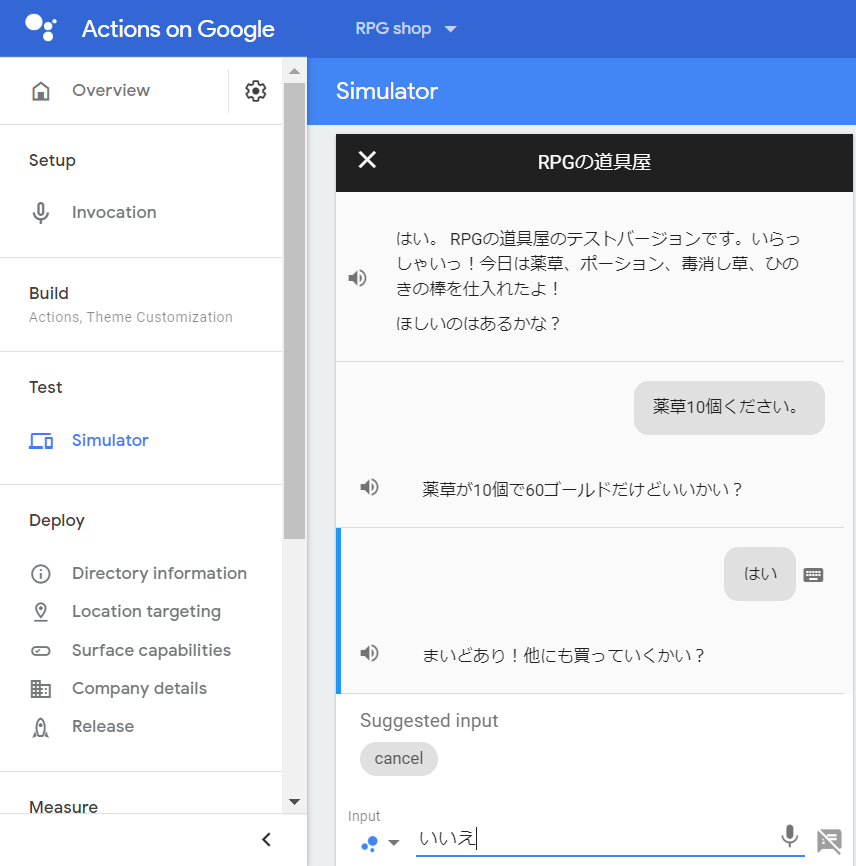 Actions on Google
RPG shop
Overview
Simulator
Setup
Invocation
Build
Actions, Theme Customization
Test
Simulator
Deploy
Directory information
Location targeting
Surface capabilities
Company details
Release
Measure
RPGの道具屋
はい。 RPGの道具屋のテストバージョンです。いらっ
しゃいっ！今日は薬草、ポーション、毒消し草、ひの
きの棒を仕入れたよ！
ほしいのはあるかな？
薬草10個ください。
薬草が10個で60ゴールドだけどいいかい？
はい
まいどあり！他にも買っていくかい？
Suggested input
cancel
Input
いいえ